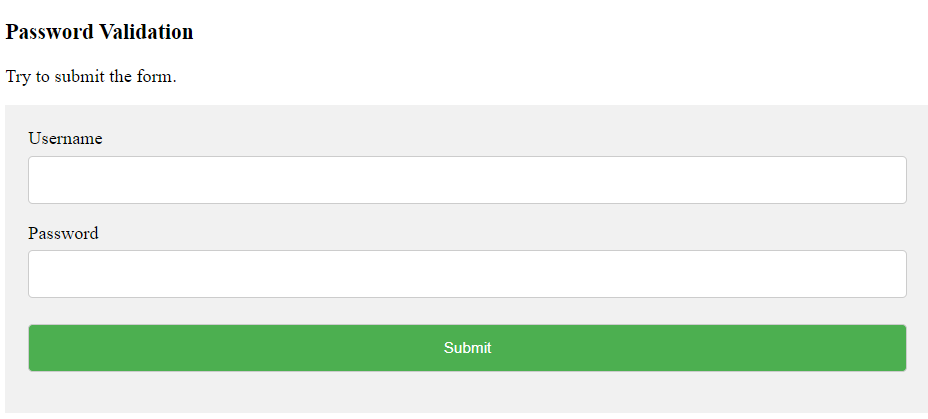 Password Validation
Try to submit the form.
Username
Password
Submit